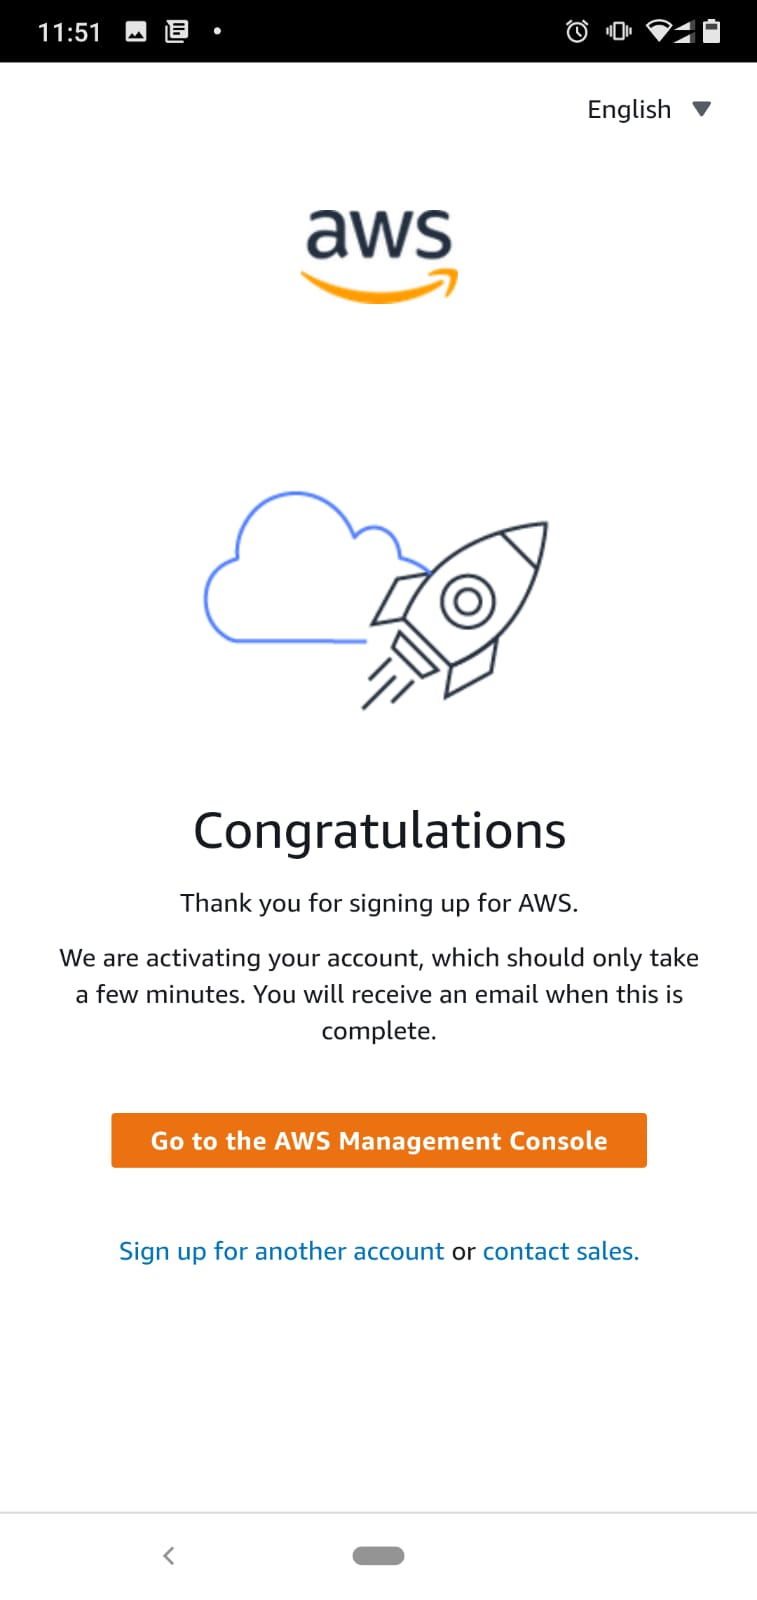 11:51
English
aws
Congratulations
Thank you for signing up for AWS.
We are activating your account, which should only take
a few minutes. You will receive an email when this is
complete.
Go to the AWS Management Console
Sign up for another account or contact sales.